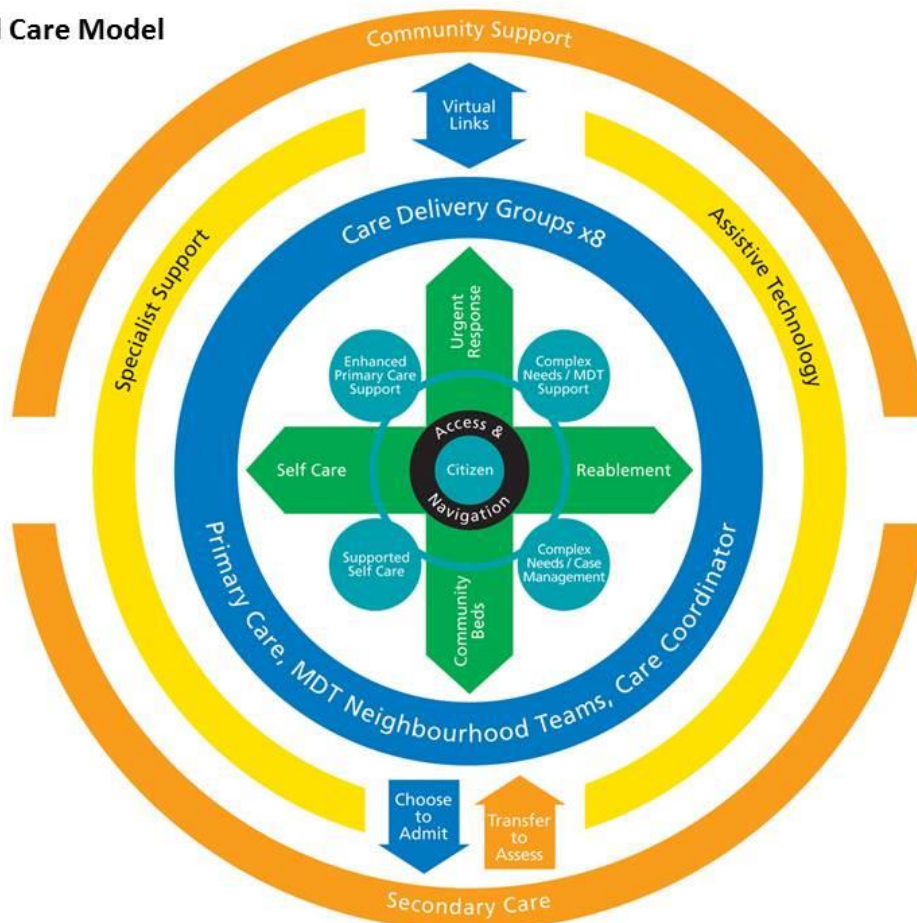 Care Model
Community Support
Virtual
Links
Specialist Support
Assistive Technology
Care Delivery Groups x8
Urgent
Response
Enhanced
Primary Care
Support
Complex
Needs / MDT
Support
Self Care
Access &
Citizen
Navigation
Reablement
Supported
Self Care
Complex
Needs / Case
Management
Community
Beds
Primary Care, MDT Neighbourhood Teams, Care Coordinator
Choose
to
Admit
Transfer
to
Assess
Secondary Care